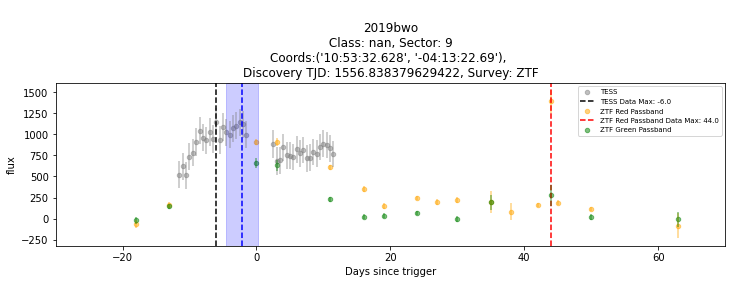 2019bwo
Class: nan, Sector: 9
Coords:('10:53:32.628', '-04:13:22.69'),
Discovery TJD: 1556.838379629422, Survey: ZTF
1500
1250
1000
750
500
250
0
−250
flux
−20
0
20
40
60
Days since trigger
TESS
TESS Data Max: -6.0
ZTF Red Passband
ZTF Red Passband Data Max: 44.0
ZTF Green Passband